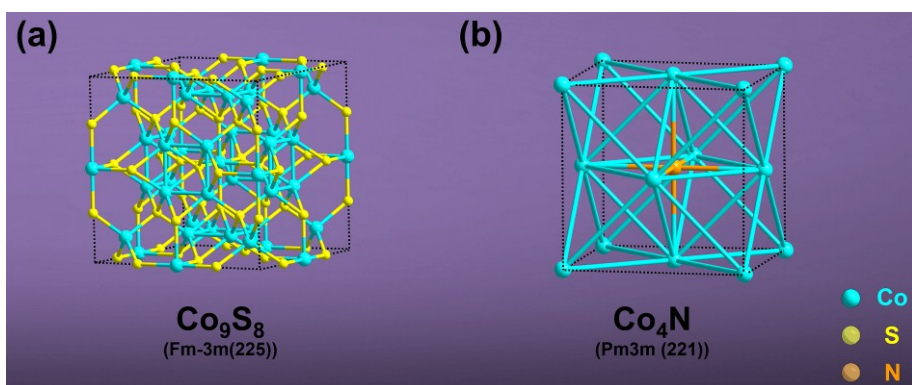 (a)
(b)
Co₉S₈
(Fm-3m(225))
Co₄N
(Pm3m (221))
Co
S
N